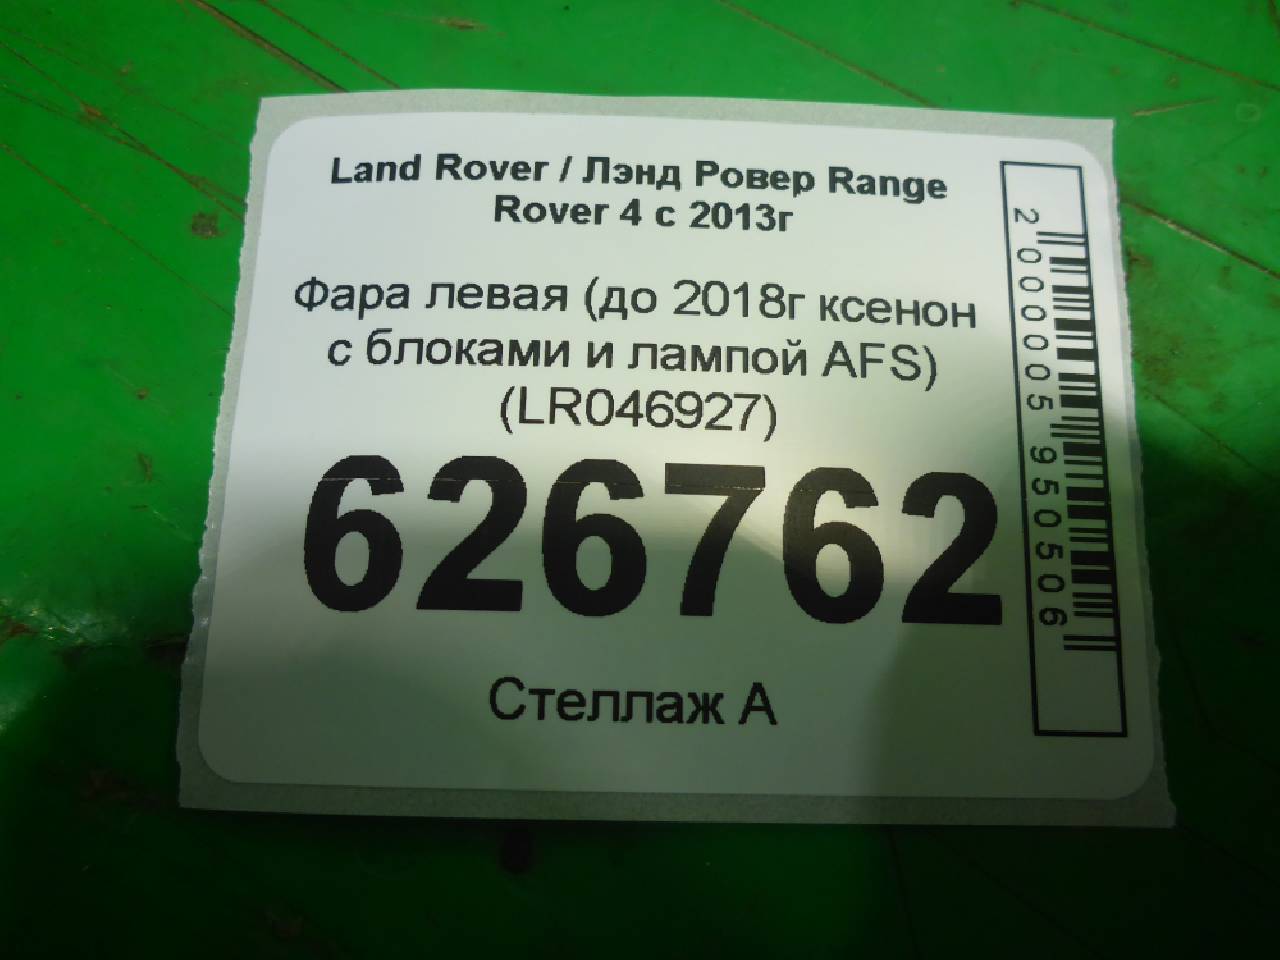 Land Rover / Лэнд Ровер Range
Rover 4 с 2013г
Фара левая (до 2018г ксенон
с блоками и лампой AFS)
(LR046927)
626762
Стеллаж А
2000005950506